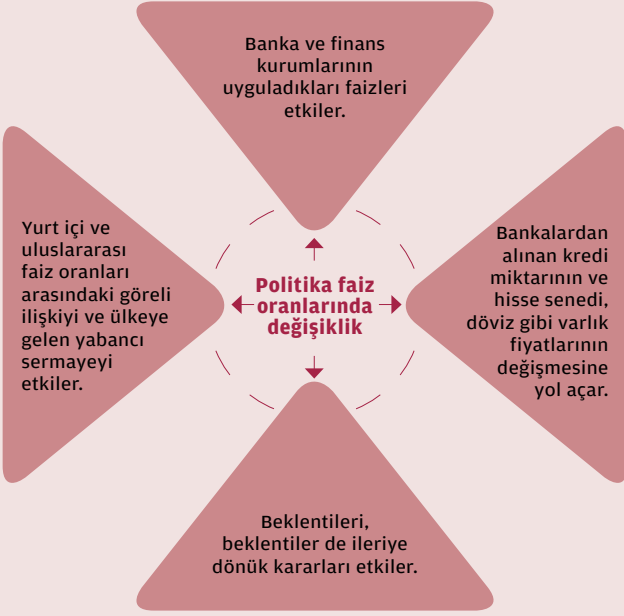 Banka ve finans
kurumlarının
uyguladıkları faizleri
etkiler.
Yurt içi ve
uluslararası
faiz oranları
arasındaki göreli
ilişkiyi ve ülkeye
gelen yabancı
sermayeyi
etkiler.
Politika faiz
oranlarında
değişiklik
Bankalardan
alınan kredi
miktarının ve
hisse senedi,
döviz gibi varlık
fiyatlarının
değişmesine
yol açar.
Beklentileri,
beklentiler de ileriye
dönük kararları etkiler.